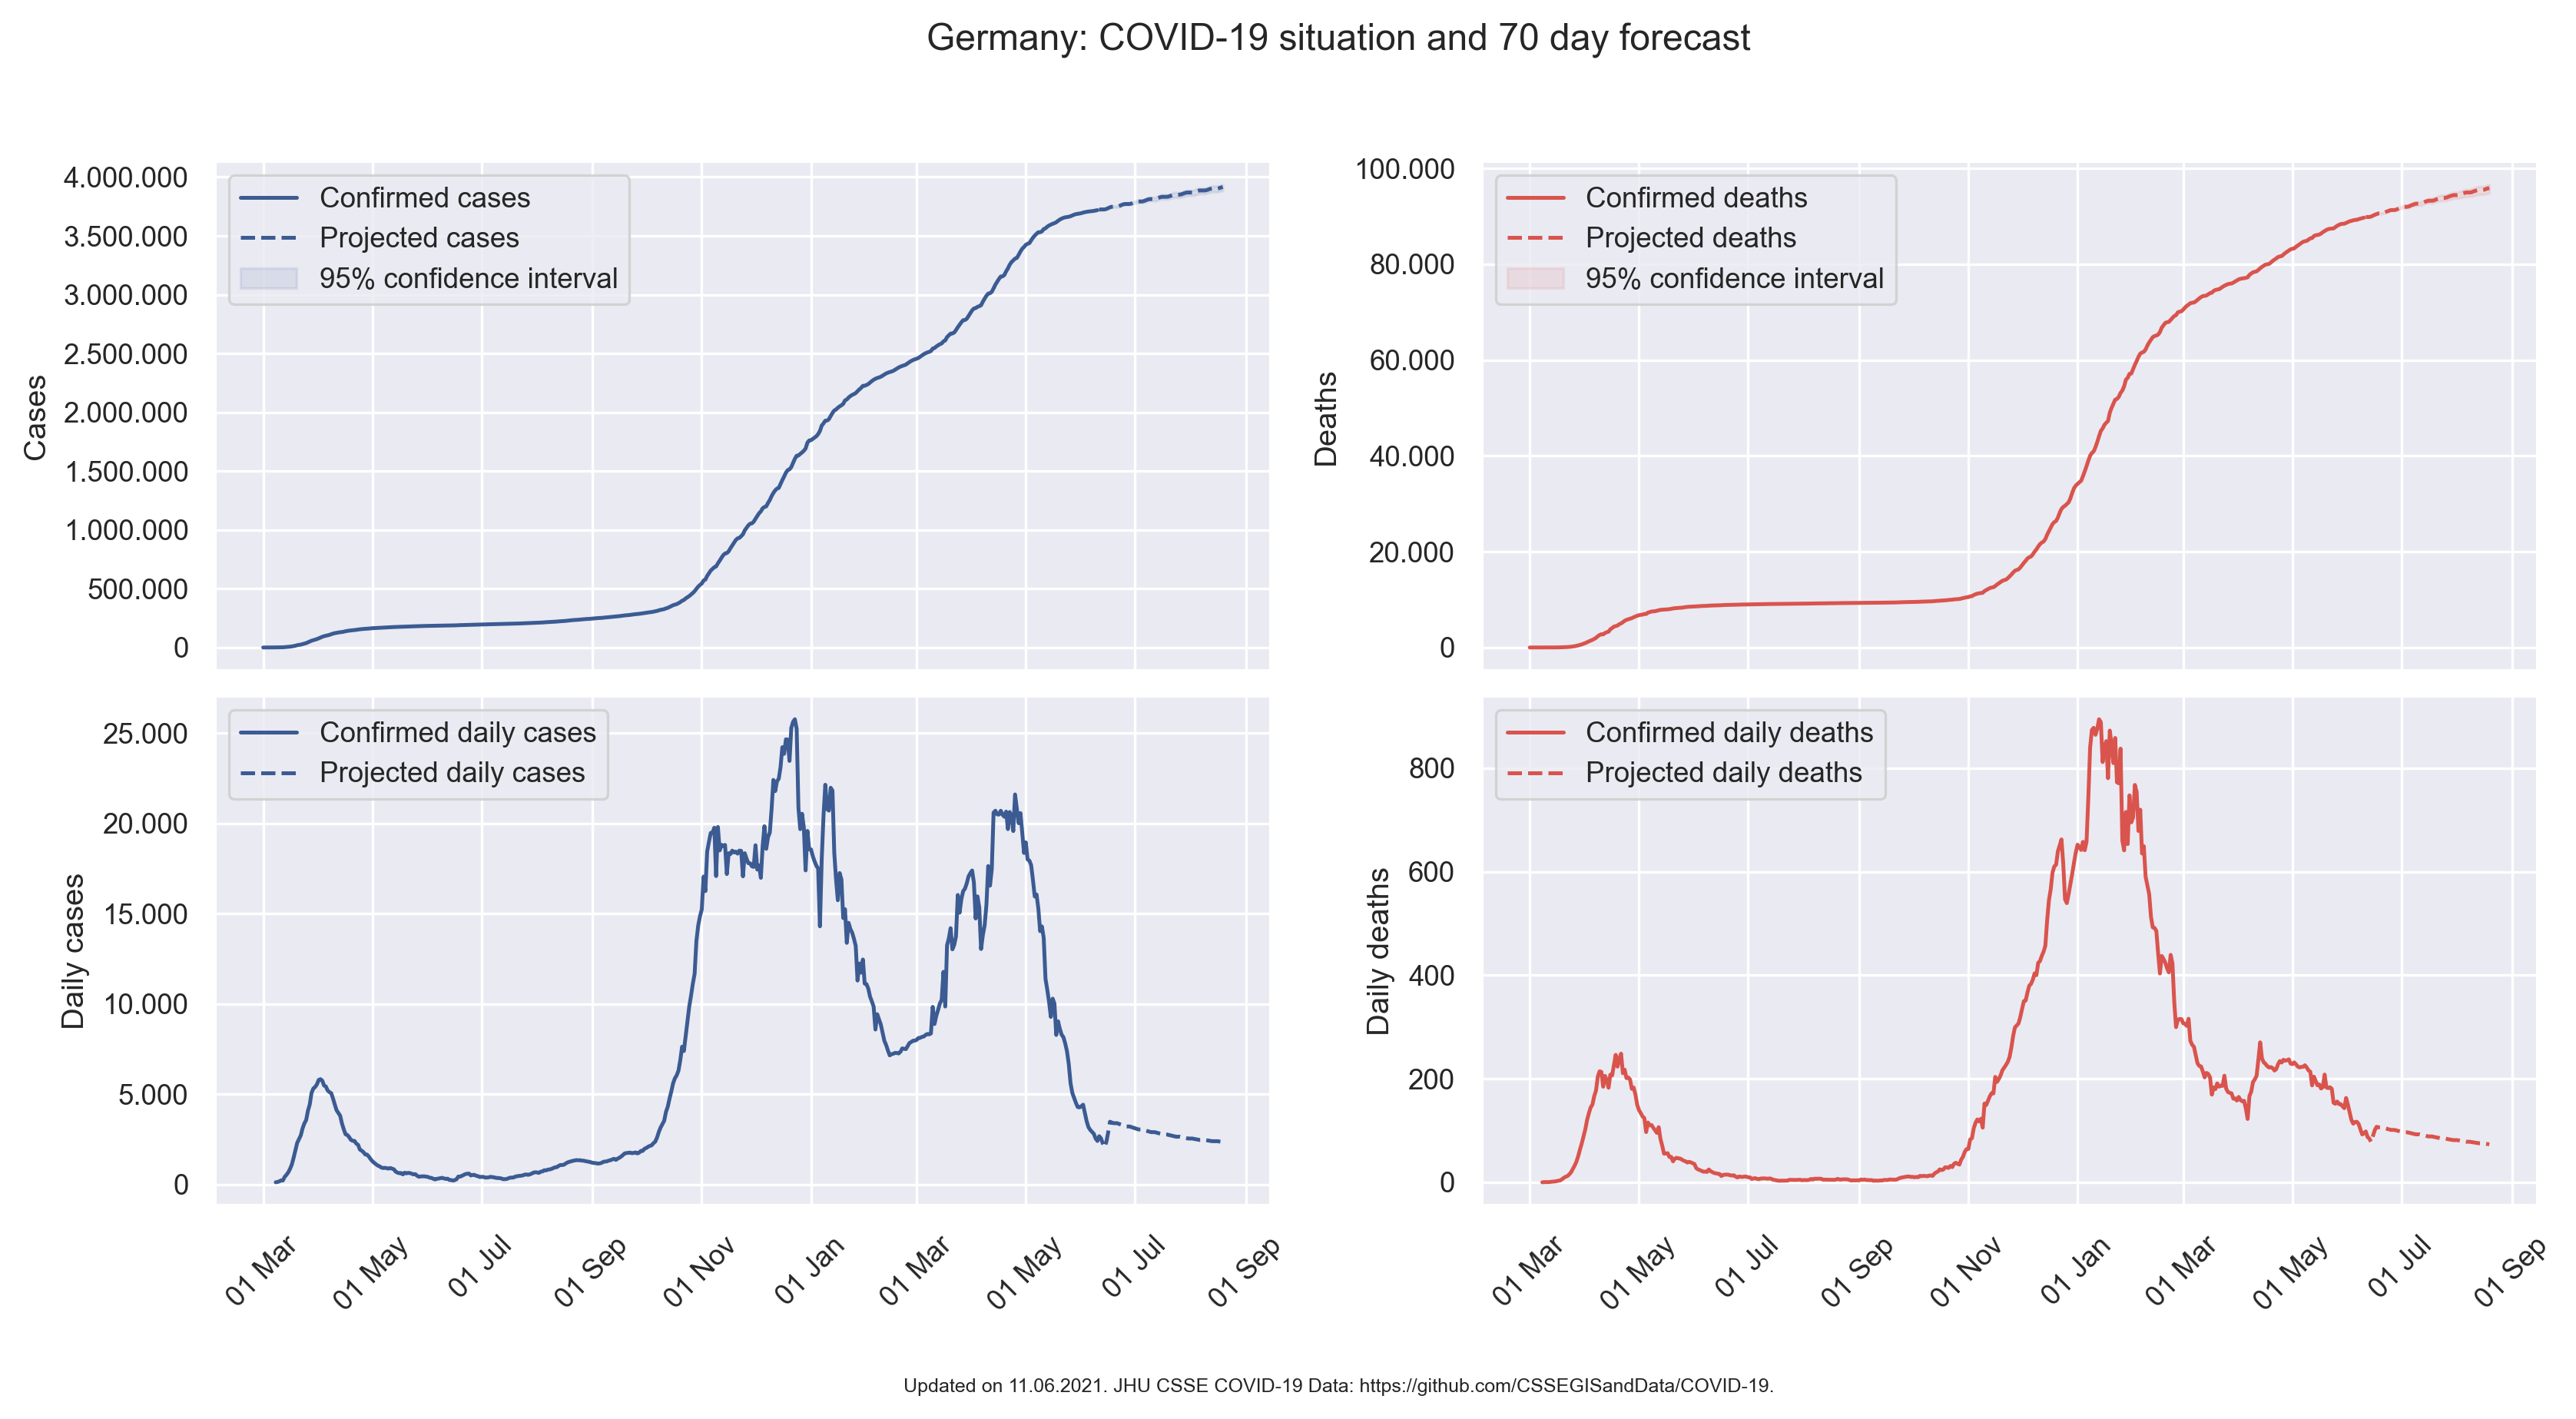 Germany: COVID-19 situation and 70 day forecast
Cases
4.000.000
3.500.000
3.000.000
2.500.000
2.000.000
1.500.000
1.000.000
500.000
0
Confirmed cases
Projected cases
95% confidence interval
Deaths
100.000
80.000
60.000
40.000
20.000
0
Confirmed deaths
Projected deaths
95% confidence interval
Daily cases
25.000
20.000
15.000
10.000
5.000
0
Confirmed daily cases
Projected daily cases
01 Mar
01 May
01 Jul
01 Sep
01 Nov
01 Jan
01 Mar
01 May
01 Jul
01 Sep
Daily deaths
800
600
400
200
0
Confirmed daily deaths
Projected daily deaths
01 Mar
01 May
01 Jul
01 Sep
01 Nov
01 Jan
01 Mar
01 May
01 Jul
01 Sep
Updated on 11.06.2021. JHU CSSE COVID-19 Data: https://github.com/CSSEGISandData/COVID-19.